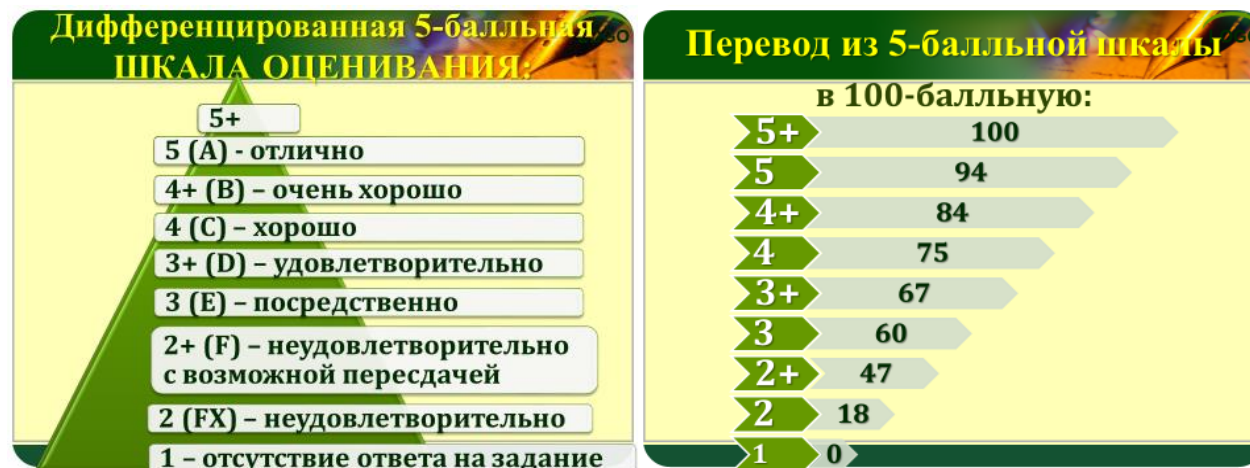 Дифференцированная 5-балльная
ШКАЛА ОЦЕНИВАНИЯ:
5+
5 (A) - отлично
4+ (B) – очень хорошо
4 (C) – хорошо
3+ (D) – удовлетворительно
3 (E) – посредственно
2+ (F) – неудовлетворительно
с возможной пересдачей
2 (FX) – неудовлетворительно
1 – отсутствие ответа на задание
Перевод из 5-балльной шкалы
в 100-балльную:
5+ 100
5 94
4+ 84
4 75
3+ 67
3 60
2+ 47
2 18
1 0